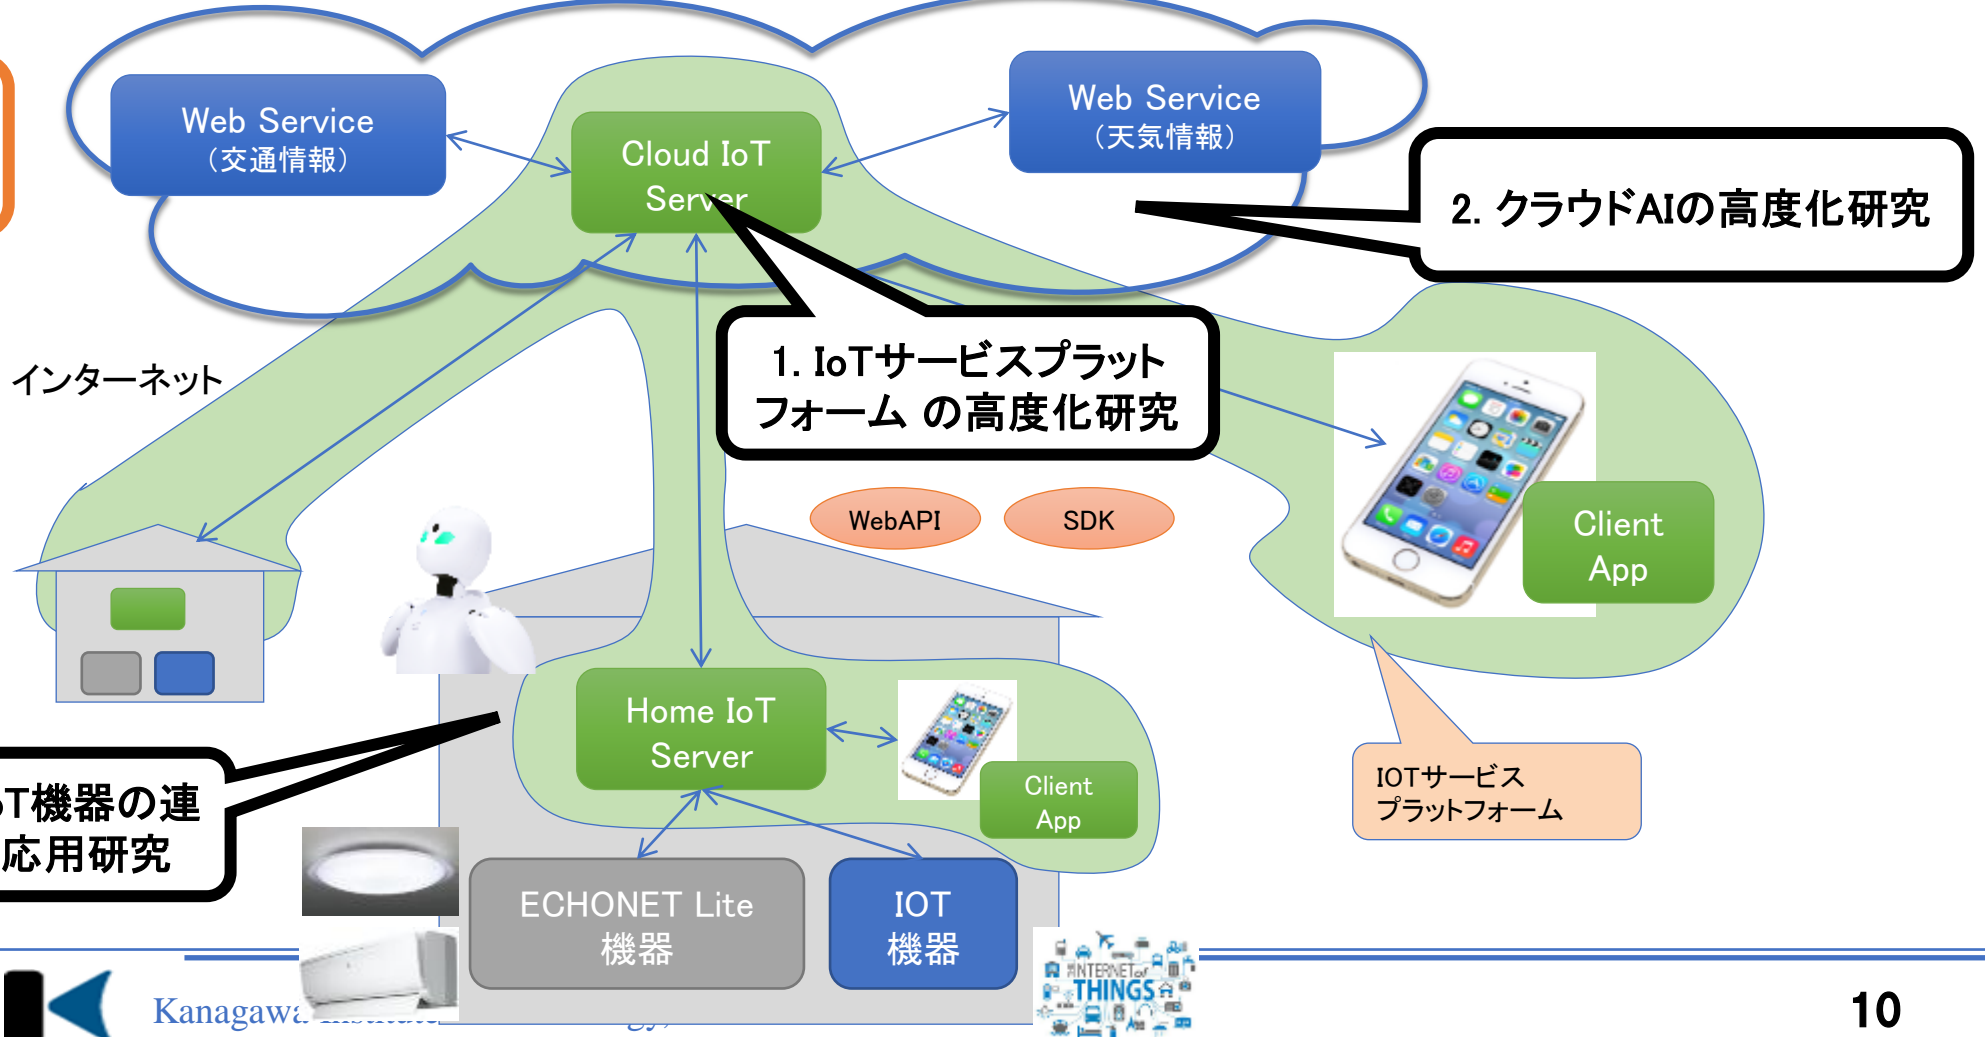 Web Service
（交通情報）
Cloud IoT
Server
Web Service
（天気情報）
2. クラウドAIの高度化研究
1. IoTサービスプラット
フォーム の高度化研究
インターネット
WebAPI
SDK
Client
App
Home IoT
Server
Client
App
IOTサービス
プラットフォーム
T機器の連
応用研究
ECHONET Lite
機器
IOT
機器
INTERNET of
THINGS
Kanagawa
10